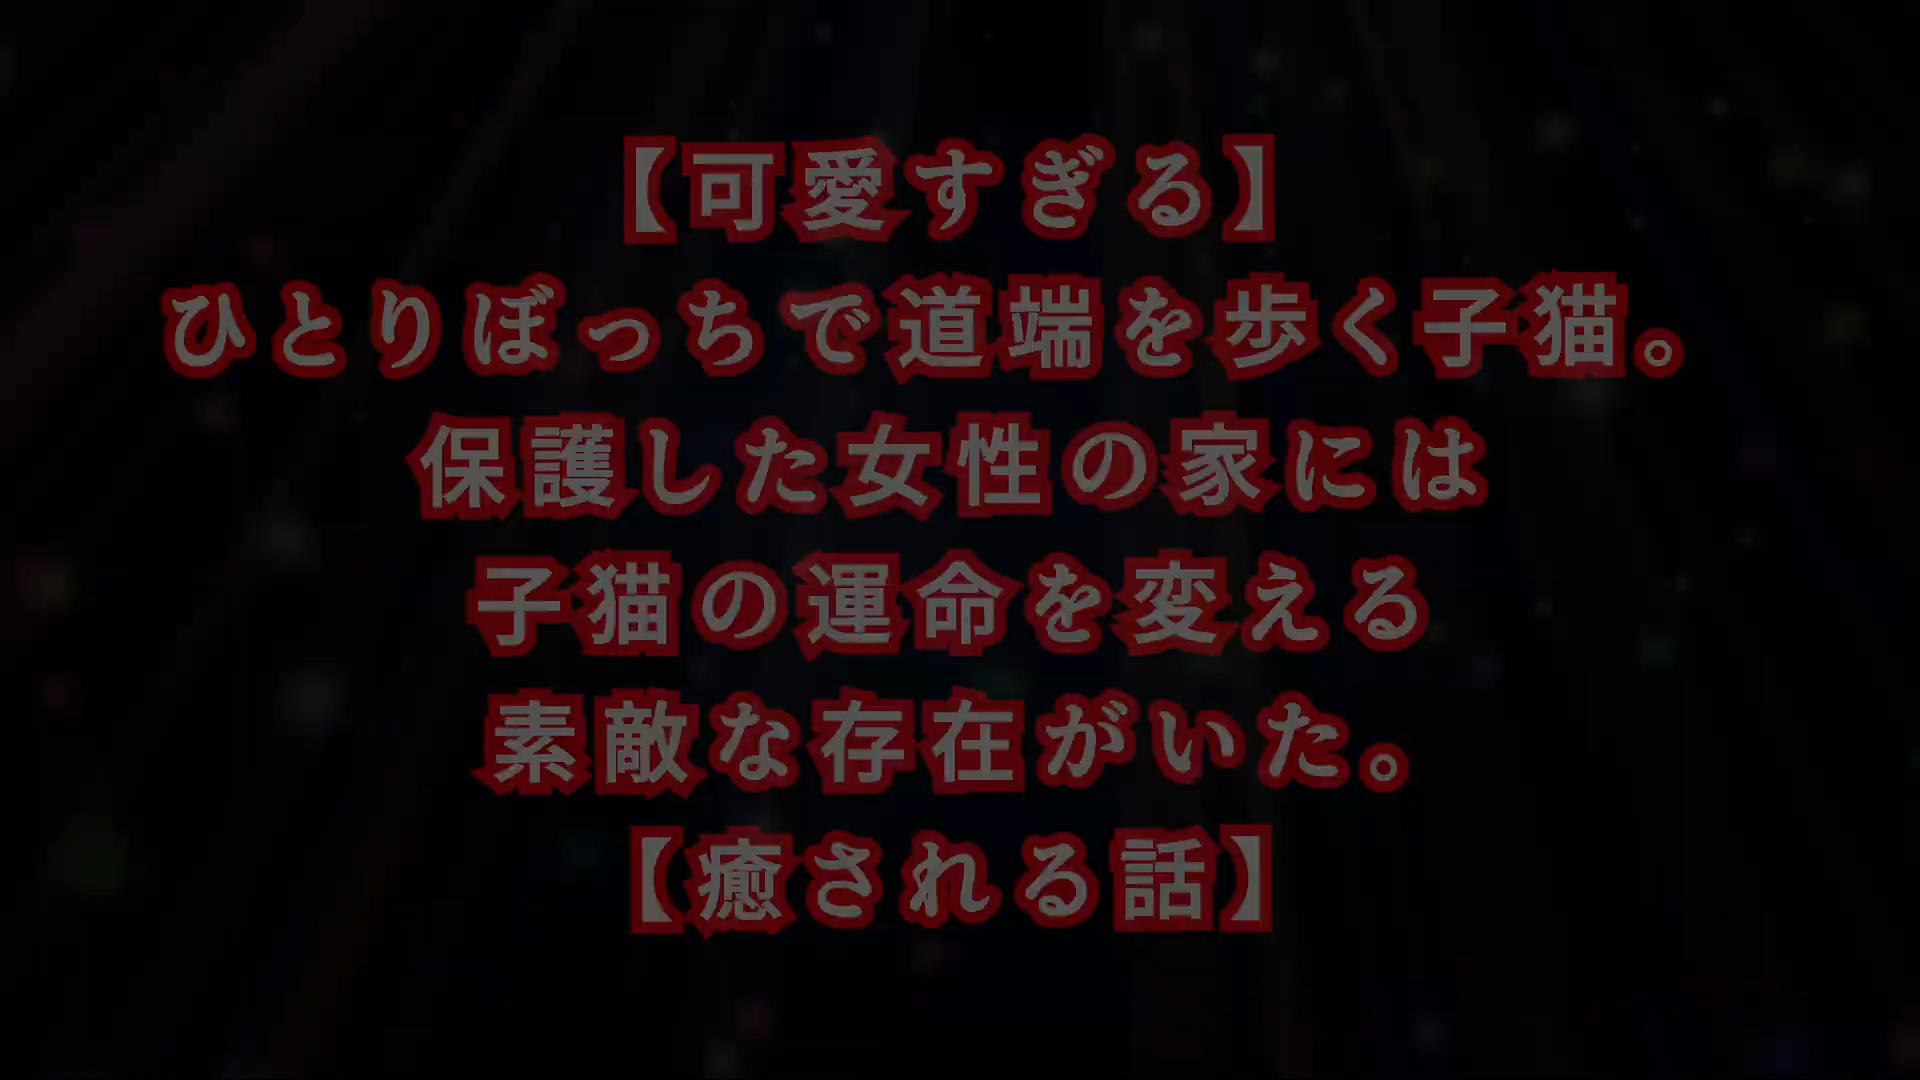 【可愛すぎる】
ひとりぼっちで道端を歩く子猫。
保護した女性の家には
子猫の運命を変える
素敵な存在がいた。
【癒される話】